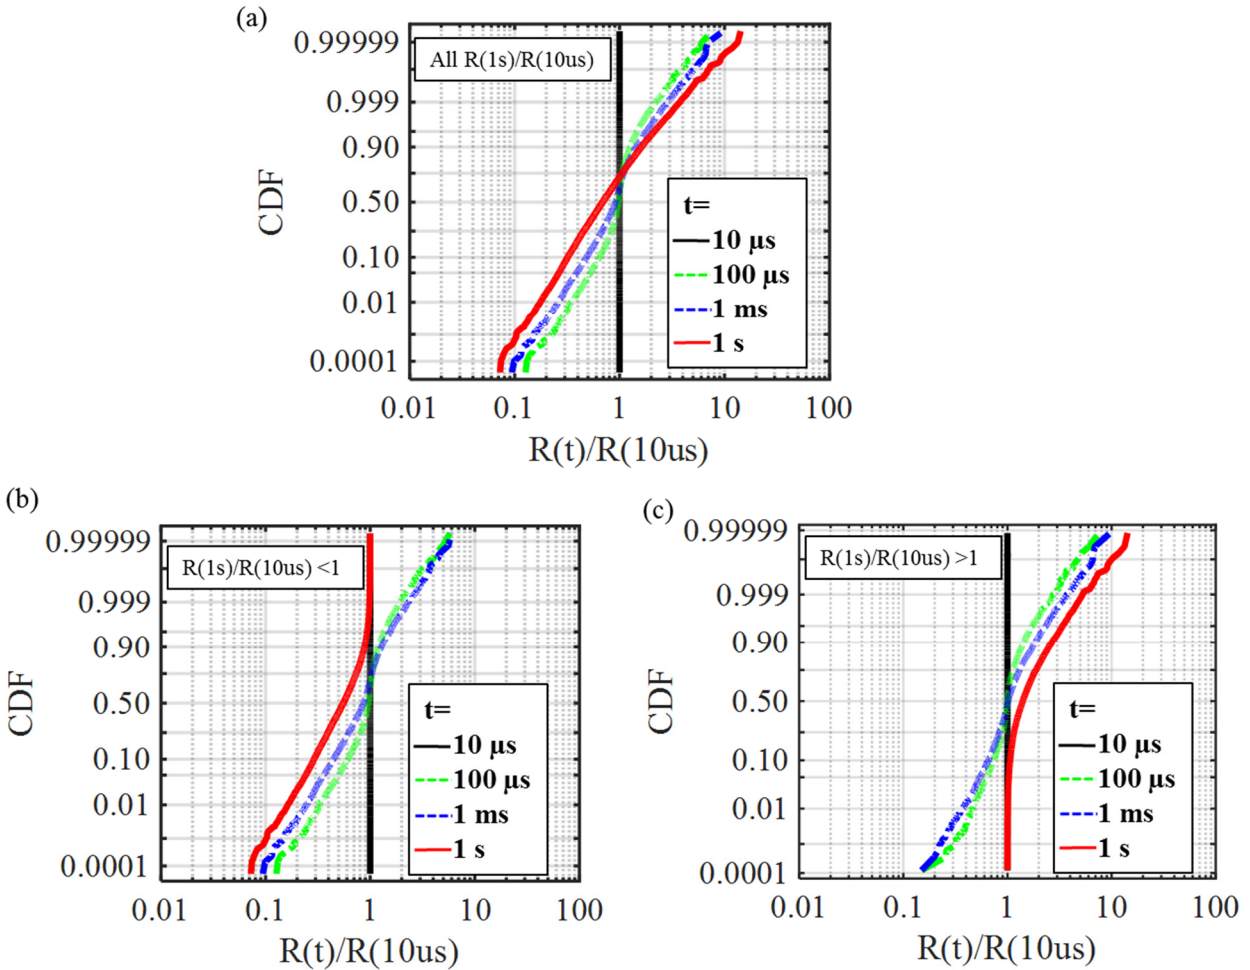 (a)
All R(1s)/R(10us)
CDF
0.99999
0.999
0.90
0.50
0.10
0.01
0.0001
t=
10 µs
100 µs
1 ms
1 s
0.01
0.1
1
10
100
R(t)/R(10us)
(b)
R(1s)/R(10us) <1
CDF
0.99999
0.999
0.90
0.50
0.10
0.01
0.0001
t=
10 µs
100 µs
1 ms
1 s
0.01
0.1
1
10
100
R(t)/R(10us)
(c)
R(1s)/R(10us) >1
CDF
0.99999
0.999
0.90
0.50
0.10
0.01
0.0001
t=
10 µs
100 µs
1 ms
1 s
0.01
0.1
1
10
100
R(t)/R(10us)